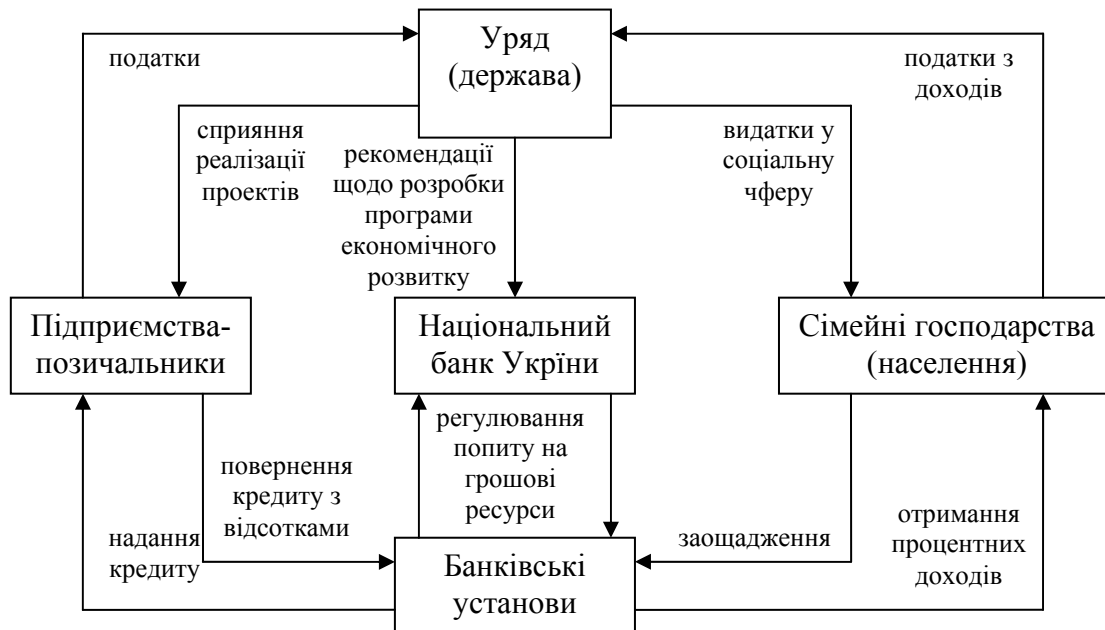 Уряд
(держава)
податки
податки з
доходів
сприяння
реалізації
проектів
рекомендації
щодо розробки
програми
економічного
розвитку
видатки у
соціальну
чферу
Підприємства-
позичальники
Національний
банк Укрїни
Сімейні господарства
(населення)
регулювання
попиту на
грошові
ресурси
повернення
кредиту з
відсотками
надання
кредиту
заощадження
отримання
процентних
доходів
Банківські
установи